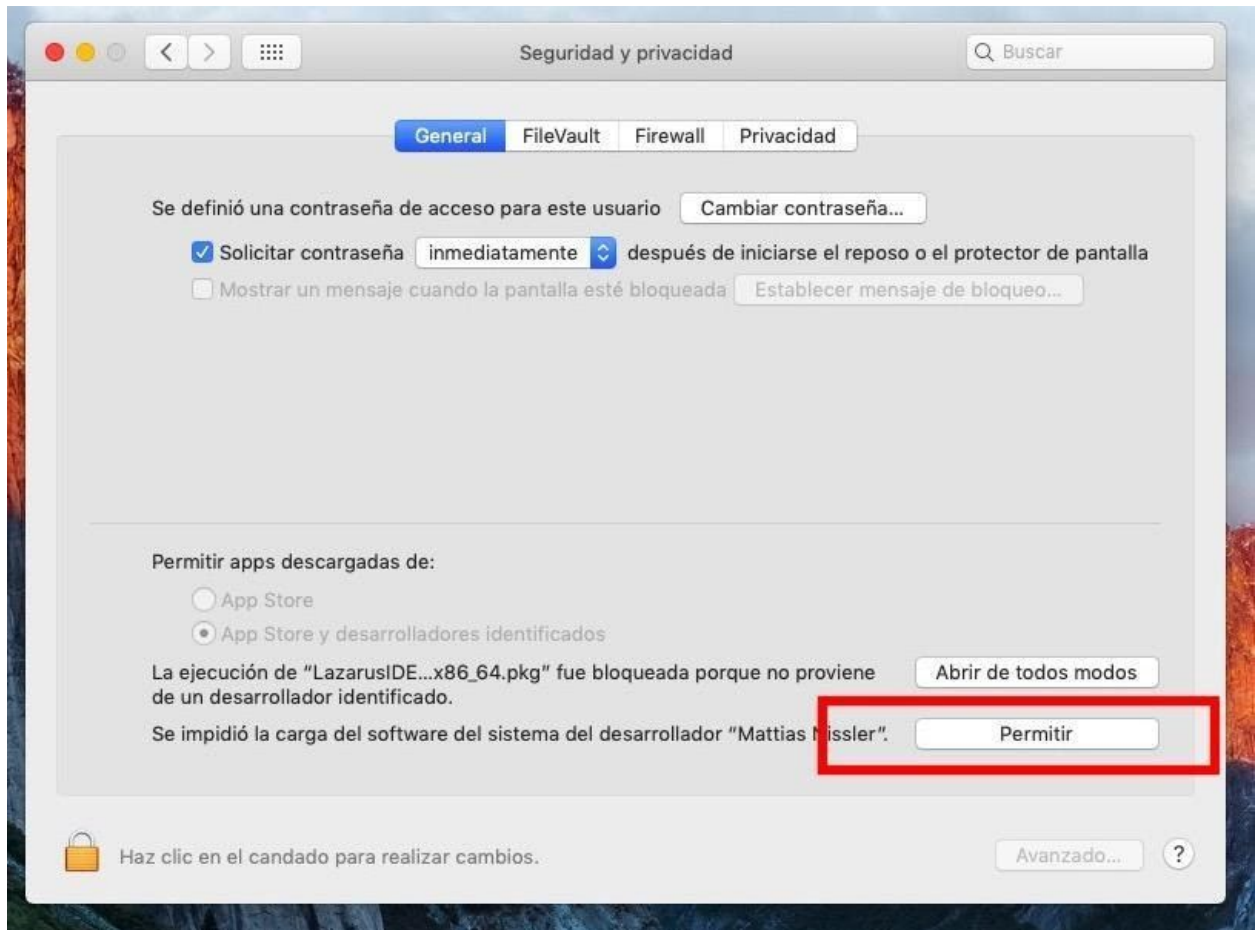 Seguridad y privacidad
Buscar
General FileVault Firewall Privacidad
Se definió una contraseña de acceso para este usuario Cambiar contraseña...
Solicitar contraseña inmediatamente después de iniciarse el reposo o el protector de pantalla
Mostrar un mensaje cuando la pantalla esté bloqueada Establecer mensaje de bloqueo...
Permitir apps descargadas de:
App Store
App Store y desarrolladores identificados
La ejecución de “LazarusIDE...x86_64.pkg” fue bloqueada porque no proviene
de un desarrollador identificado.
Abrir de todos modos
Se impidió la carga del software del sistema del desarrollador “Mattias Nissler”. Permitir
Haz clic en el candado para realizar cambios.
Avanzado... ?